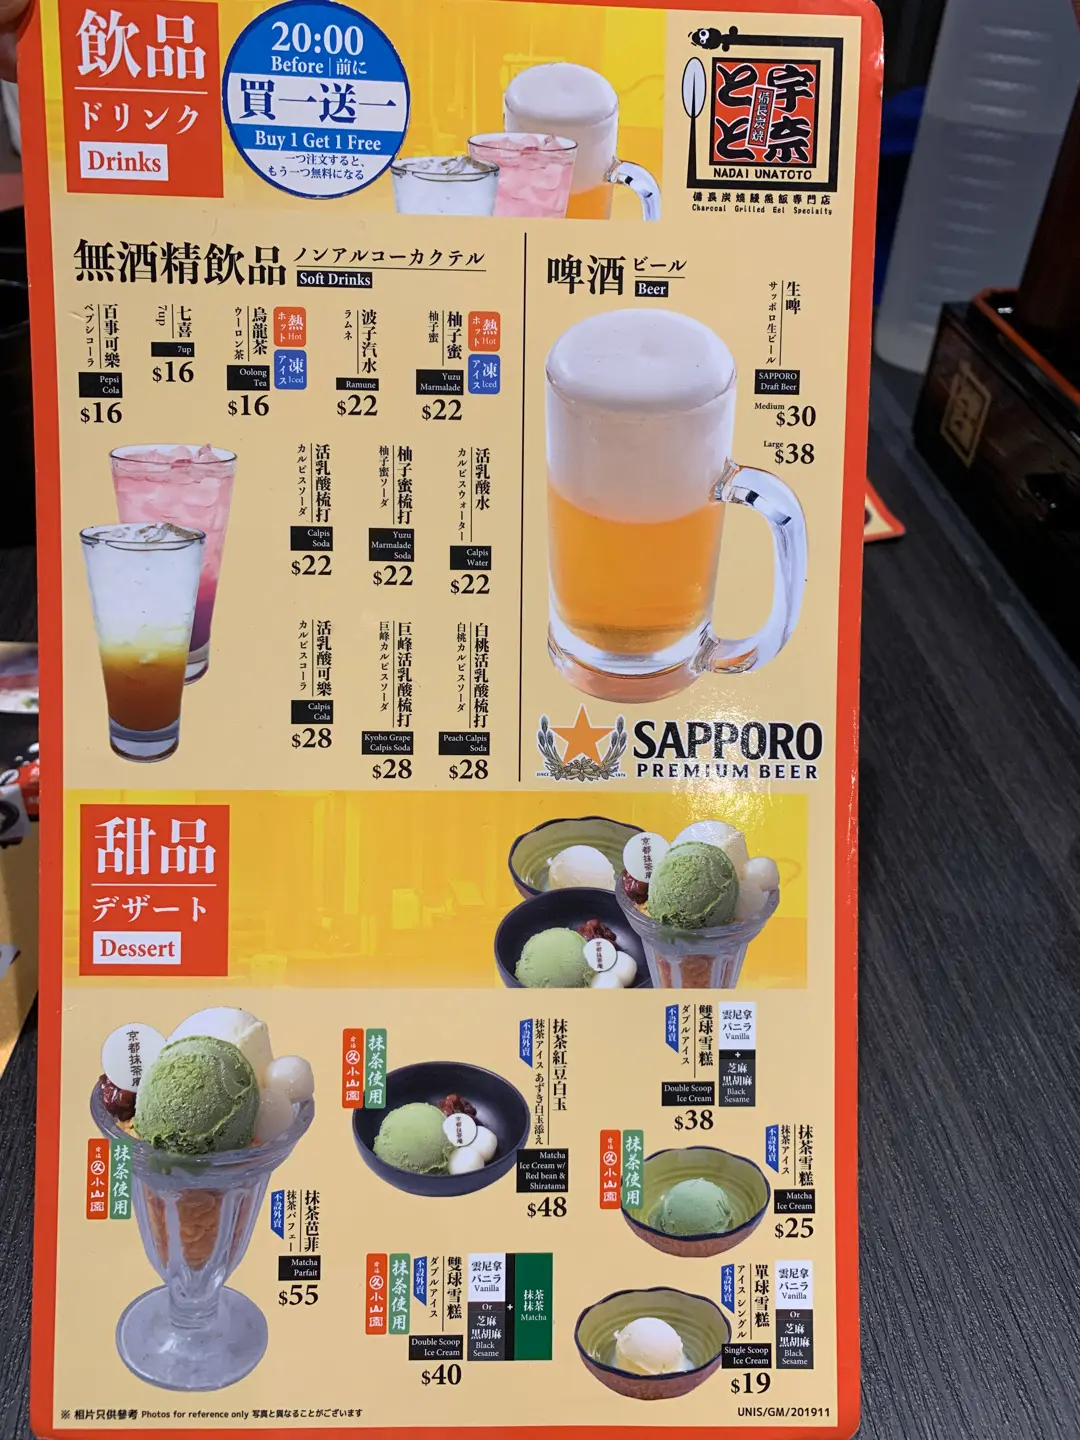 飲品
ドリンク
Drinks
20:00
Before | 前に
買一送一
Buy 1 Get 1 Free
一つ注文すると、
もう一つ無料になる
宇奈とと
備長炭燒
NADAI UNATOTO
備長炭燒鰻魚飯專門店
Charcoal Grilled Eel Specialty
無酒精飲品
ノンアルコーカクテル
Soft Drinks
百事可樂
ペプシコーラ
Pepsi
Cola
$16
七喜
7up
7up
$16
烏龍茶
ウーロン茶
Oolong
Tea
$16
熱
ホット
Hot
凍
アイス
Iced
波子汽水
ラムネ
Ramune
$22
柚子蜜
柚子蜜
Yuzu
Marmalade
$22
熱
ホット
Hot
凍
アイス
Iced
活乳酸梳打
カルピスソーダ
Calpis
Soda
$22
柚子蜜梳打
柚子蜜ソーダ
Yuzu
Marmalade
Soda
$22
活乳酸水
カルピスウォーター
Calpis
Water
$22
活乳酸可樂
カルピスコーラ
Calpis
Cola
$28
巨峰活乳酸梳打
巨峰カルピスソーダ
Kyoho Grape
Calpis Soda
$28
白桃活乳酸梳打
白桃カルピスソーダ
Peach Calpis
Soda
$28
啤酒
ビール
Beer
生啤
サッポロ生ビール
SAPPORO
Draft Beer
Medium $30
Large $38
SINCE 1876
SAPPORO
PREMIUM BEER
甜品
デザート
Dessert
京都抹茶庵
京都抹茶庵
京都抹茶庵
抹茶使用
小山園
抹茶芭菲
抹茶パフェー
不設外賣
Matcha
Parfait
$55
抹茶使用
小山園
京都抹茶庵
抹茶紅豆白玉
抹茶アイス あずき白玉添え
不設外賣
Matcha
Ice Cream w/
Red bean &
Shiratama
$48
雙球雪糕
ダブルアイス
不設外賣
Double Scoop
Ice Cream
$38
雲尼拿
バニラ
Vanilla
+
芝麻
黒胡麻
Black
Sesame
抹茶使用
小山園
抹茶雪糕
抹茶アイス
不設外賣
Matcha
Ice Cream
$25
抹茶使用
小山園
雙球雪糕
ダブルアイス
不設外賣
Double Scoop
Ice Cream
$40
雲尼拿
バニラ
Vanilla
Or
芝麻
黒胡麻
Black
Sesame
+
抹茶
抹茶
Matcha
單球雪糕
アイスシングル
不設外賣
Single Scoop
Ice Cream
$19
雲尼拿
バニラ
Vanilla
Or
芝麻
黒胡麻
Black
Sesame
※ 相片只供參考 Photos for reference only 写真と異なることがございます
UNIS/GM/201911